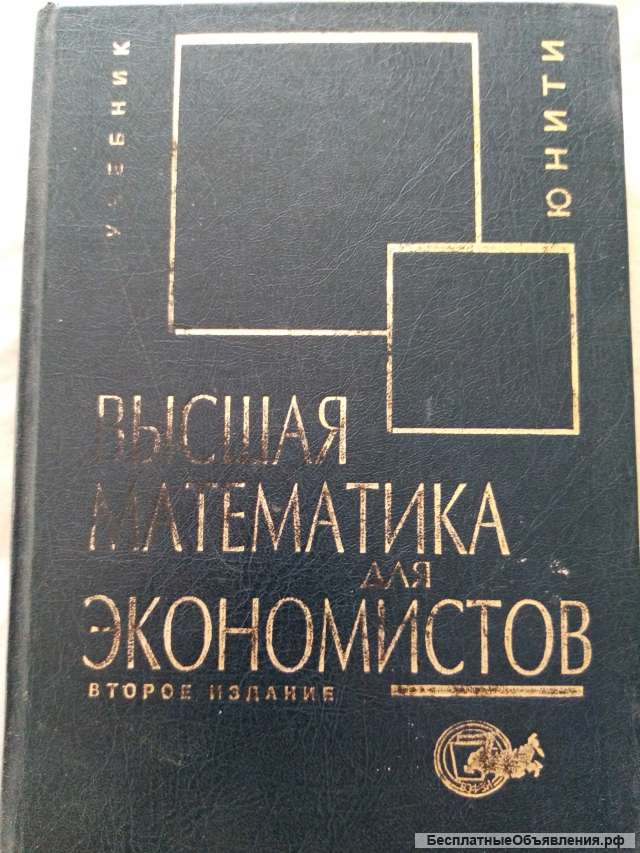 УЧЕБНИК
ЮНИТИ
ВЫСШАЯ
МАТЕМАТИКА
ДЛЯ
ЭКОНОМИСТОВ
ВТОРОЕ ИЗДАНИЕ
БесплатныеОбъявления.рф